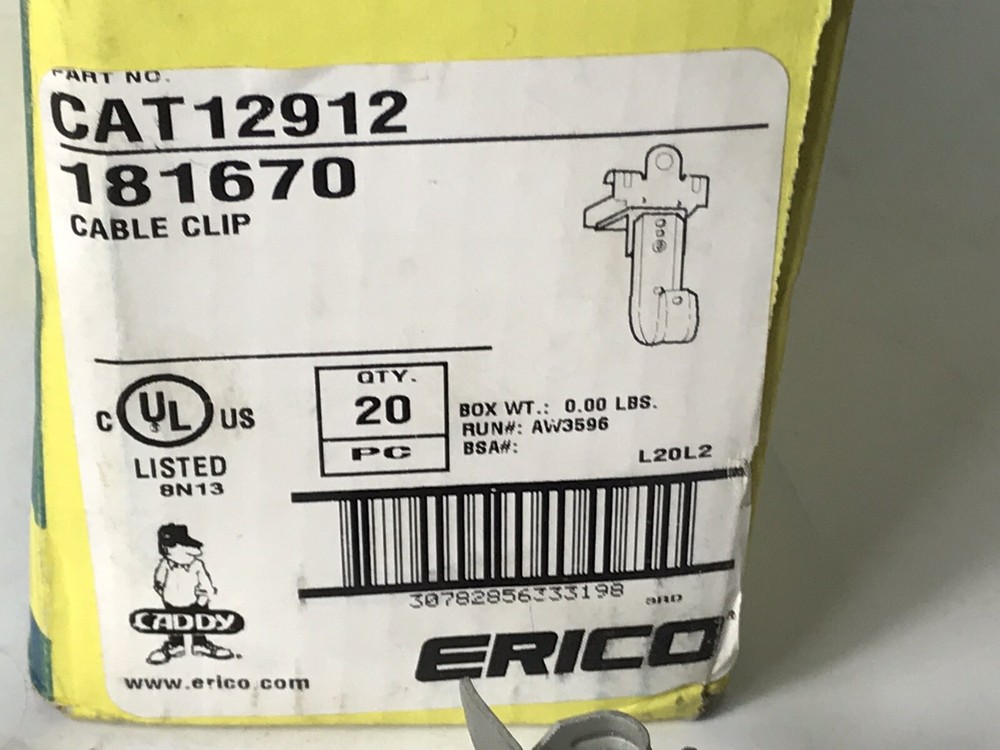 PART NO.
CAT12912
181670
CABLE CLIP
C UL US
LISTED
8N13
QTY.
20
PC
BOX WT.: 0.00 LBS.
RUN#: AW3596
BSA#:
L20L2
30782856333198
CADDY
www.erico.com
ERICO